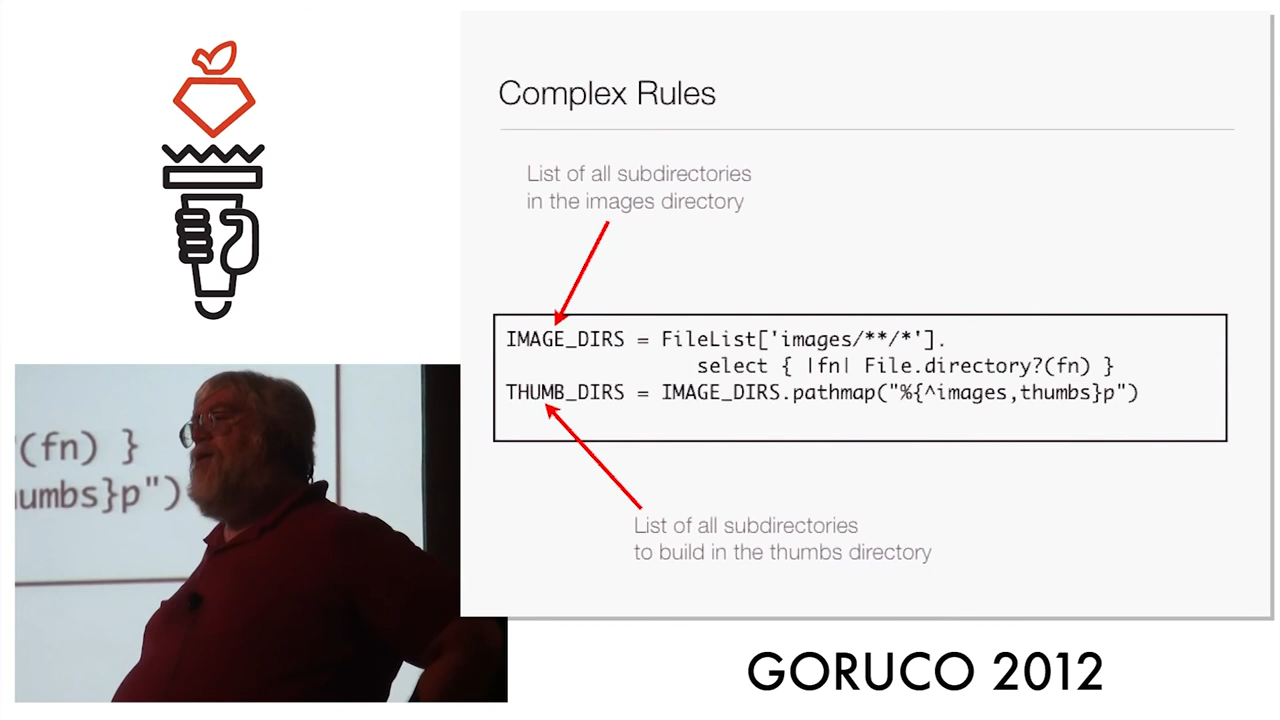 Complex Rules
List of all subdirectories
in the images directory
IMAGE_DIRS = FileList['images/**/*'].
select { |fn| File.directory?(fn) }
THUMB_DIRS = IMAGE_DIRS.pathmap("%{^images,thumbs}p")
List of all subdirectories
to build in the thumbs directory
(fn) }
humbs}p")
GORUCO 2012